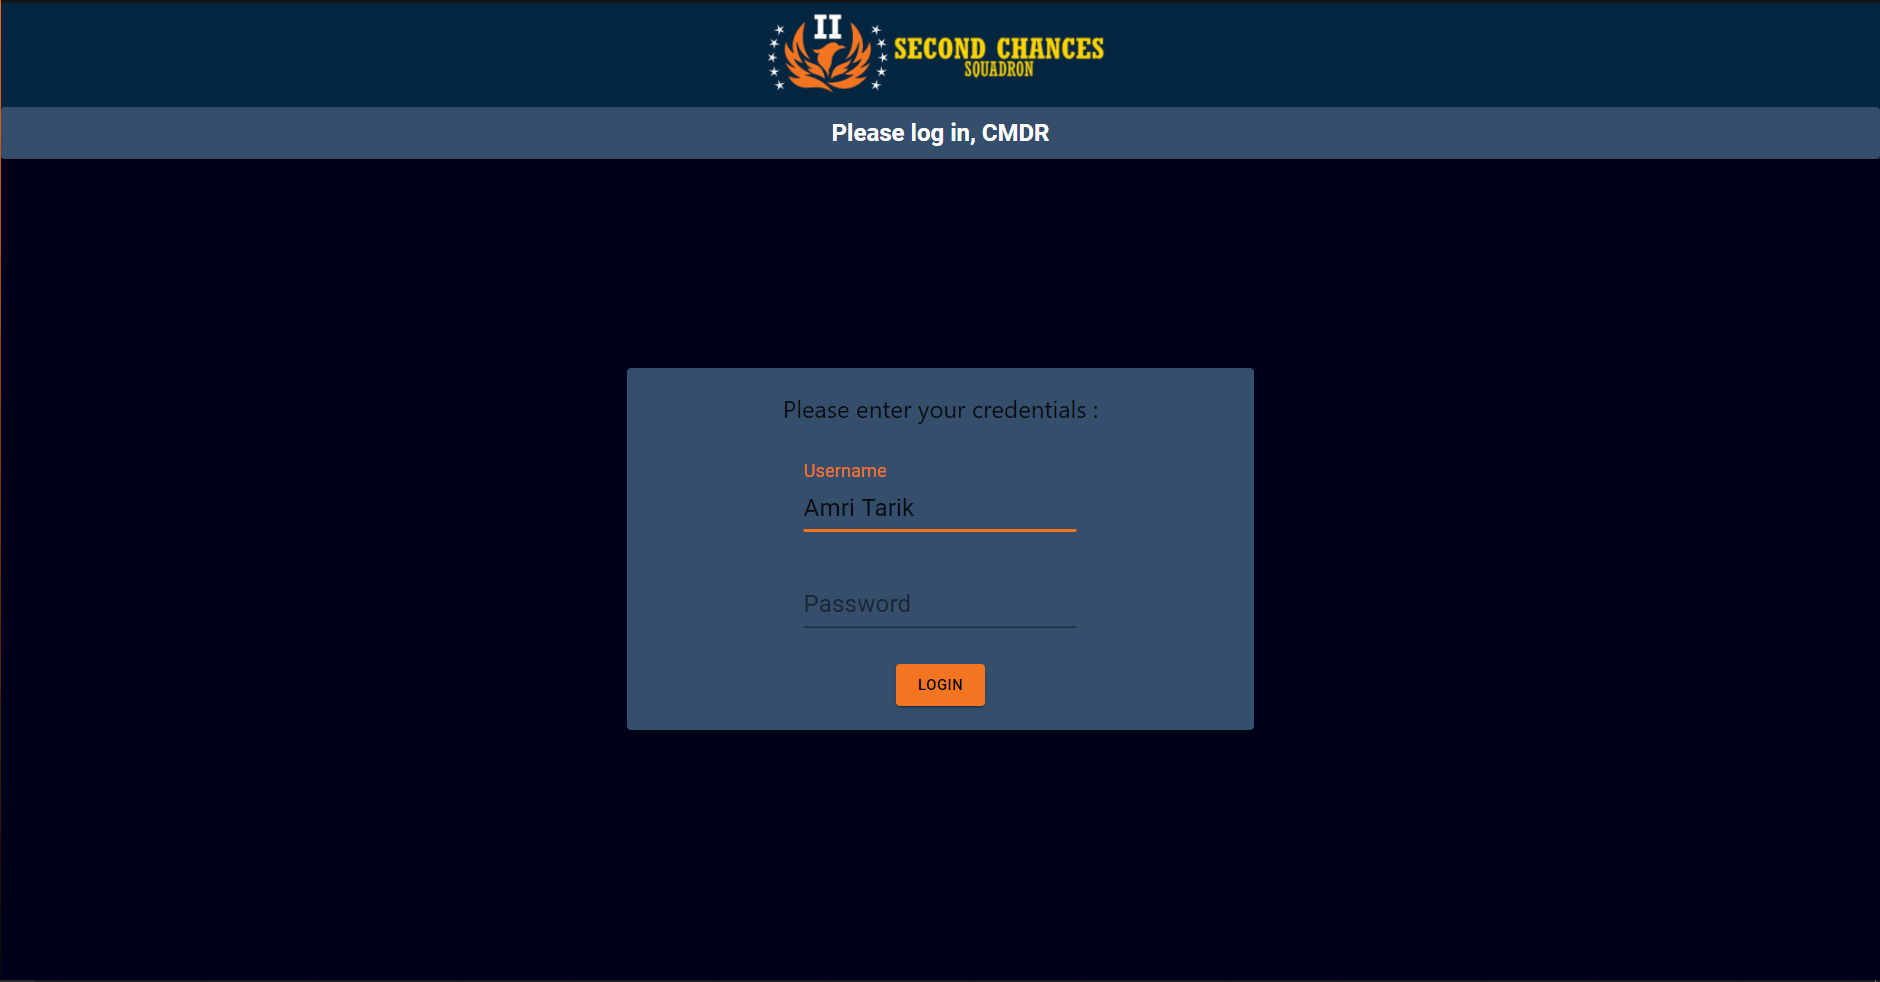 II
SECOND CHANCES
SQUADRON
Please log in, CMDR
Please enter your credentials :
Username
Amri Tarik
Password
LOGIN